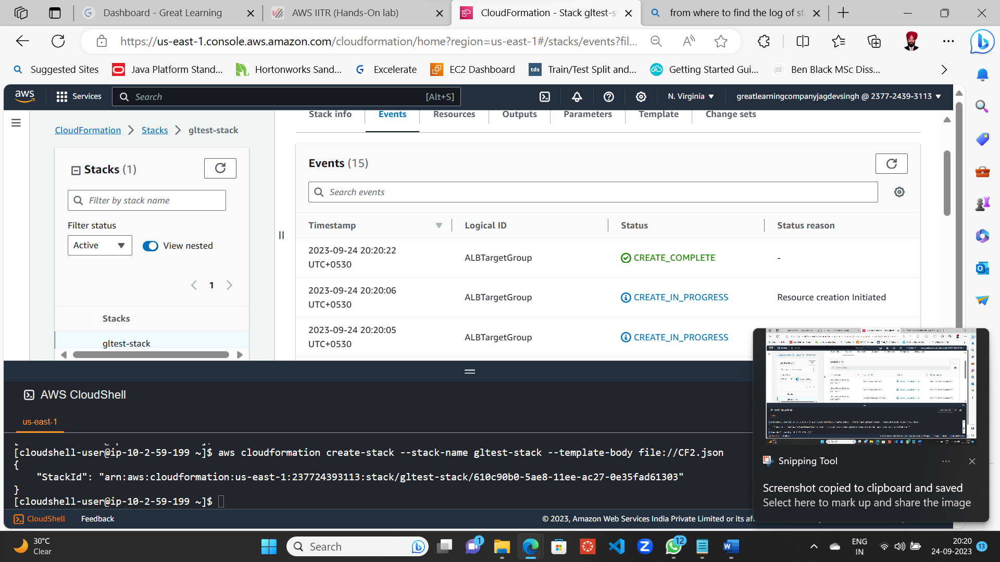 Dashboard - Great Learning
AWS IITR (Hands-On lab)
CloudFormation - Stack gltest-st
from where to find the log of sta
https://us-east-1.console.aws.amazon.com/cloudformation/home?region=us-east-1#/stacks/events?fil...
Suggested Sites
Java Platform Stand...
Hortonworks Sand...
Excelerate
EC2 Dashboard
tds
Train/Test Split and...
Getting Started Gui...
Ben Black MSc Diss...
aws
Services
Search
[Alt+S]
N. Virginia
greatlearningcompanyjagdevsingh @ 2377-2439-3113
Stack info
Events
Resources
Outputs
Parameters
Template
Change sets
CloudFormation
Stacks
gltest-stack
Stacks (1)
Filter by stack name
Filter status
Active
View nested
1
Stacks
gltest-stack
Events (15)
Search events
Timestamp
Logical ID
Status
Status reason
2023-09-24 20:20:22
UTC+0530
ALBTargetGroup
CREATE_COMPLETE
-
2023-09-24 20:20:06
UTC+0530
ALBTargetGroup
CREATE_IN_PROGRESS
Resource creation Initiated
2023-09-24 20:20:05
UTC+0530
ALBTargetGroup
CREATE_IN_PROGRESS
AWS CloudShell
us-east-1
[cloudshell-user@ip-10-2-59-199 ~]$ aws cloudformation create-stack --stack-name gltest-stack --template-body file://CF2.json
{
"StackId": "arn:aws:cloudformation:us-east-1:237724393113:stack/gltest-stack/610c90b0-5ae8-11ee-ac27-0e35fad61303"
}
[cloudshell-user@ip-10-2-59-199 ~]$
CloudShell
Feedback
© 2023, Amazon Web Services India Private Limited or its aff
Snipping Tool
Screenshot copied to clipboard and saved
Select here to mark up and share the image
30°C
Clear
Search
1
12
ENG
IN
20:20
24-09-2023
13